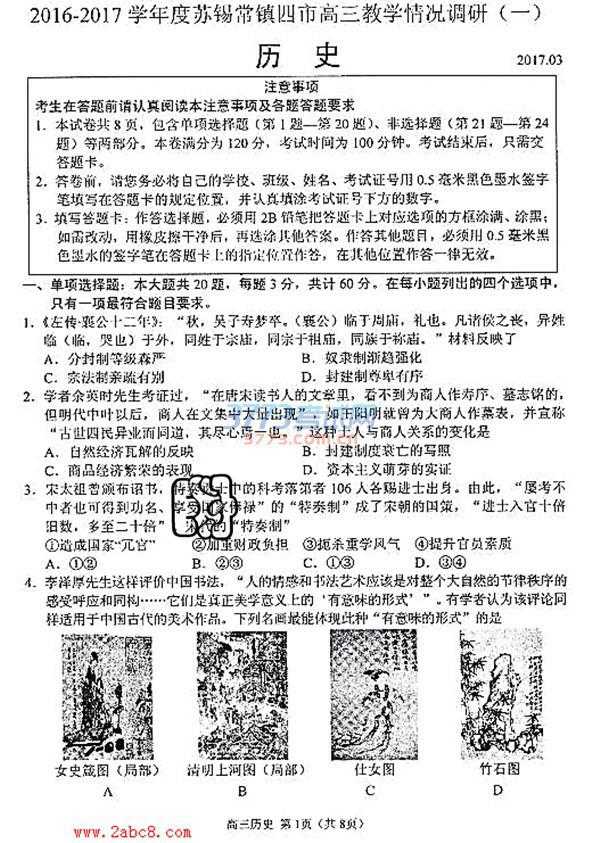 2016-2017 学年度苏锡常镇四市高三教学情况调研（一）
历 史
2017.03
注意事项
考生在答题前请认真阅读本注意事项及各题答题要求
1. 本试卷共 8 页，包含单项选择题（第 1 题—第 20 题）、非选择题（第 21 题—第 24
题）等两部分。本卷满分为 120 分，考试时间为 100 分钟。考试结束后，只需交
答题卡。
2. 答卷前，请您务必将自己的学校、班级、姓名、考试证号用 0.5 毫米黑色墨水签字
笔填写在答题卡的规定位置，并认真填涂考试证号下方的数字。
3. 填写答题卡：作答选择题，必须用 2B 铅笔把答题卡上对应选项的方框涂满、涂黑；
如需改动，用橡皮擦干净后，再选涂其他答案。作答其他题目，必须用 0.5 毫米黑
色墨水的签字笔在答题卡上的指定位置作答，在其他位置作答一律无效。
一、单项选择题：本大题共 20 题，每题 3 分，共计 60 分。在每小题列出的四个选项中，
只有一项最符合题目要求。
1.《左传·襄公十二年》：“秋，吴子寿梦卒。（襄公）临于周庙，礼也。凡诸侯之丧，异姓
临（临，哭也）于外，同姓于宗庙，同宗于祖庙，同族于祢庙。”材料反映了
A．分封制等级森严 B．奴隶制渐趋强化
C．宗法制亲疏有别 D．封建制尊卑有序
2. 学者余英时先生考证过，“在唐宋读书人的文章里，看不到为商人作寿序、墓志铭的，
但明代中叶以后，商人在文集中大量出现”，如王阳明就曾为大商人作墓表，并宣称
“古世四民异业而同道，其尽心焉一也。”这种士人与商人关系的变化是
A．自然经济瓦解的反映 B．封建制度衰亡的写照
C．商品经济繁荣的表现 D．资本主义萌芽的实证
3773考试网
3773.com.cn
3. 宋太祖曾颁布诏书，特奏进士中的科考落第者 106 人各赐进士出身。由此，“屡考不
中者也可得到功名、享受国家俸禄”的“特奏制”成了宋朝的国策，“进士入官十倍
旧数，多至二十倍”。宋代的“特奏制”
①造成国家“冗官” ②加重财政负担 ③扼杀重学风气 ④提升官员素质
A．①② B．②③ C．①③ D．③④
4. 李泽厚先生这样评价中国书法，“人的情感和书法艺术应该是对整个大自然的节律秩序的
感受呼应和同构……它们是真正美学意义上的‘有意味的形式’”。有学者认为该评论同
样适用于中国古代的美术作品。下列名画最能体现此种“有意味的形式”的是
女史箴图（局部） 清明上河图（局部） 仕女图 竹石图
A B C D
高三历史 第 1 页（共 8 页）
www.2abc8.com